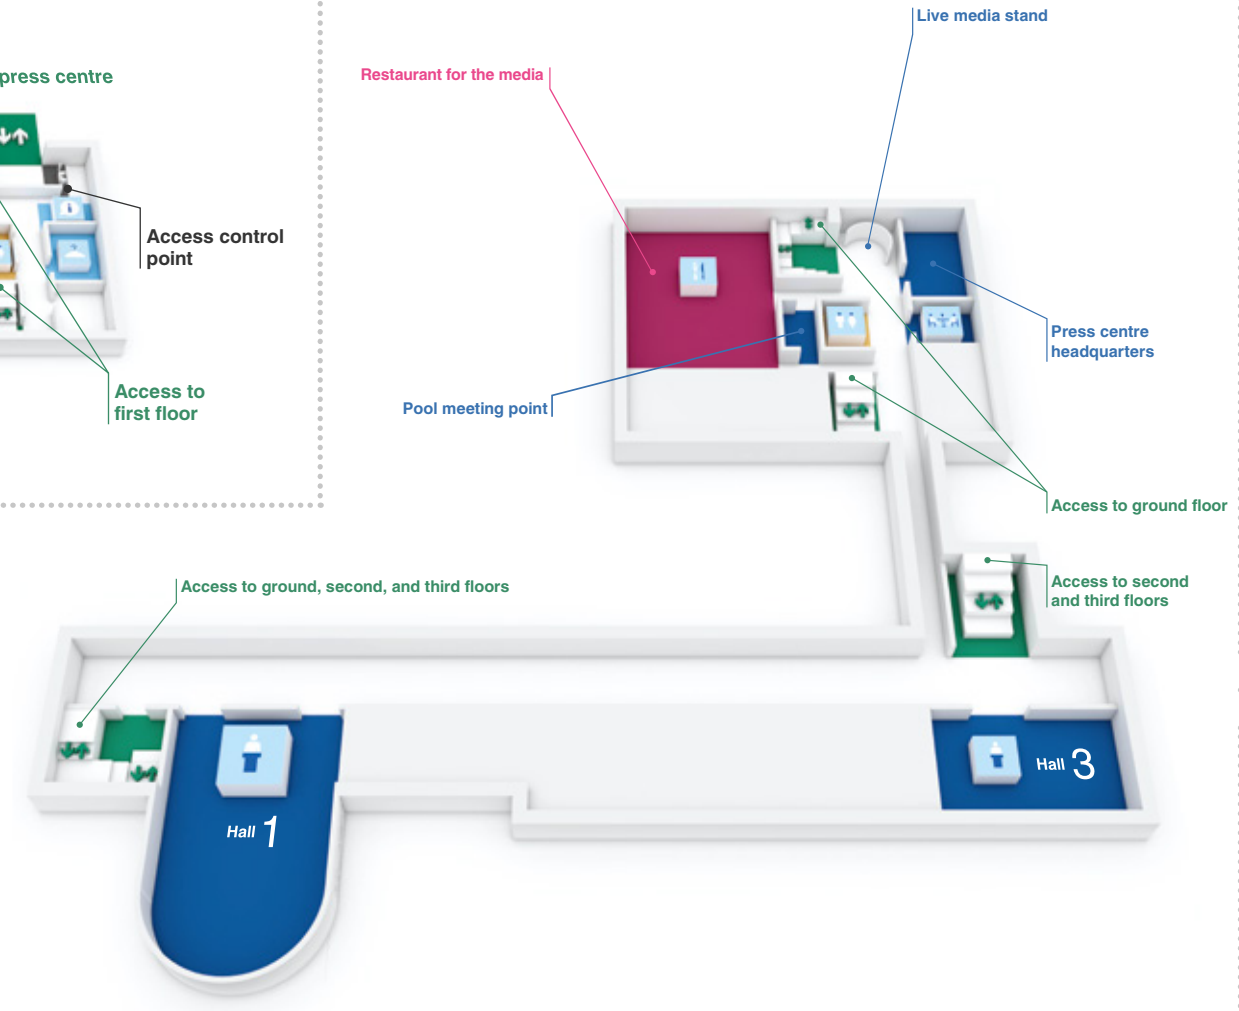 Live media stand
Restaurant for the media
press centre
Access control
point
Press centre
headquarters
Access to
first floor
Pool meeting point
Access to ground floor
Access to ground, second, and third floors
Access to second
and third floors
Hall 3
Hall 1